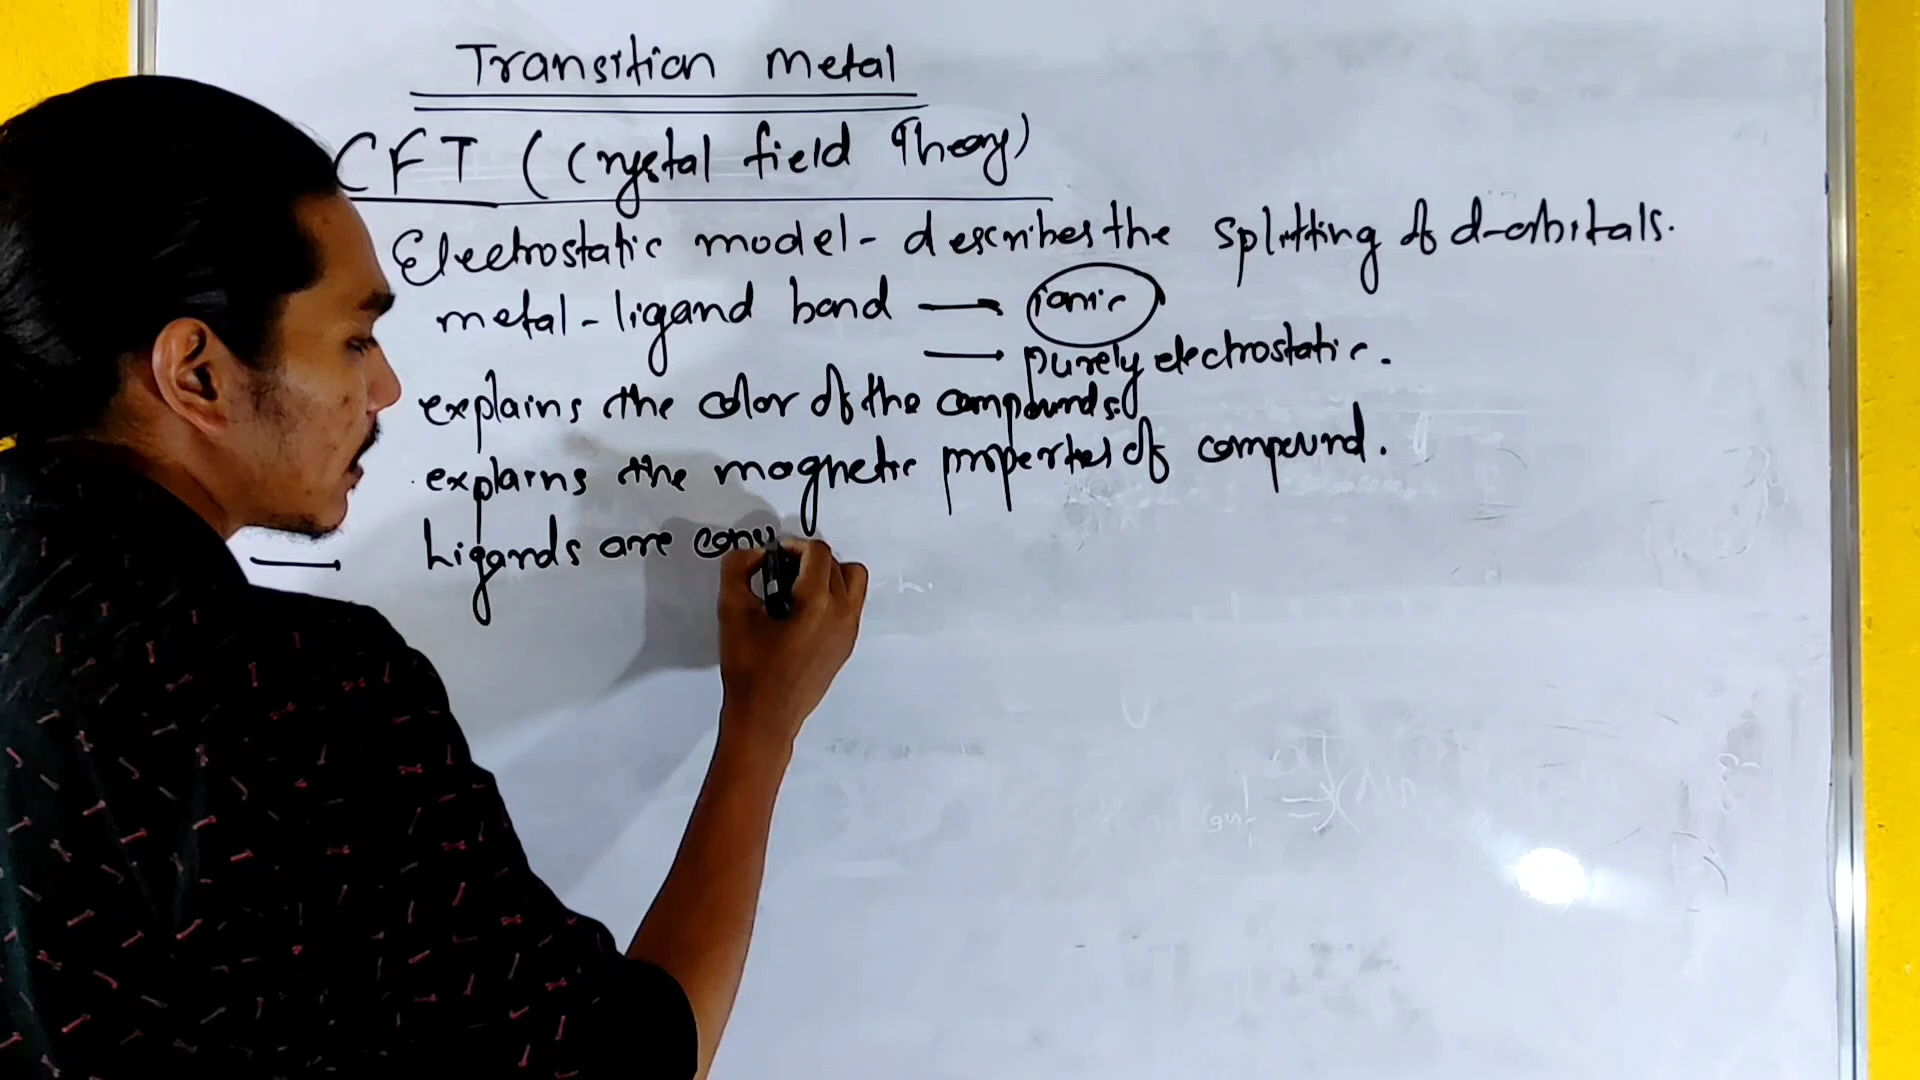 Transition Metal
CFT (Crystal field Theory)
Electrostatic model - describes the splitting of d-orbitals.
metal - ligand bond → ionic
→ purely electrostatic.
explains the color of the compounds.
explains the magnetic properties of compound.
→ Ligands are con